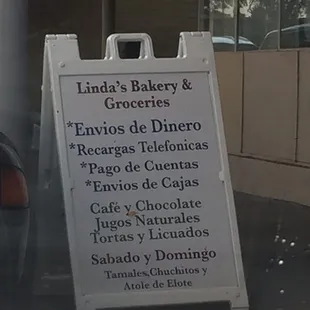 Linda's Bakery &
Groceries
*Envios de Dinero
*Recargas Telefonicas
*Pago de Cuentas
*Envios de Cajas
Café y Chocolate
Jugos Naturales
Tortas y Licuados
Sabado y Domingo
Tamales, Chuchitos y
Atole de Elote